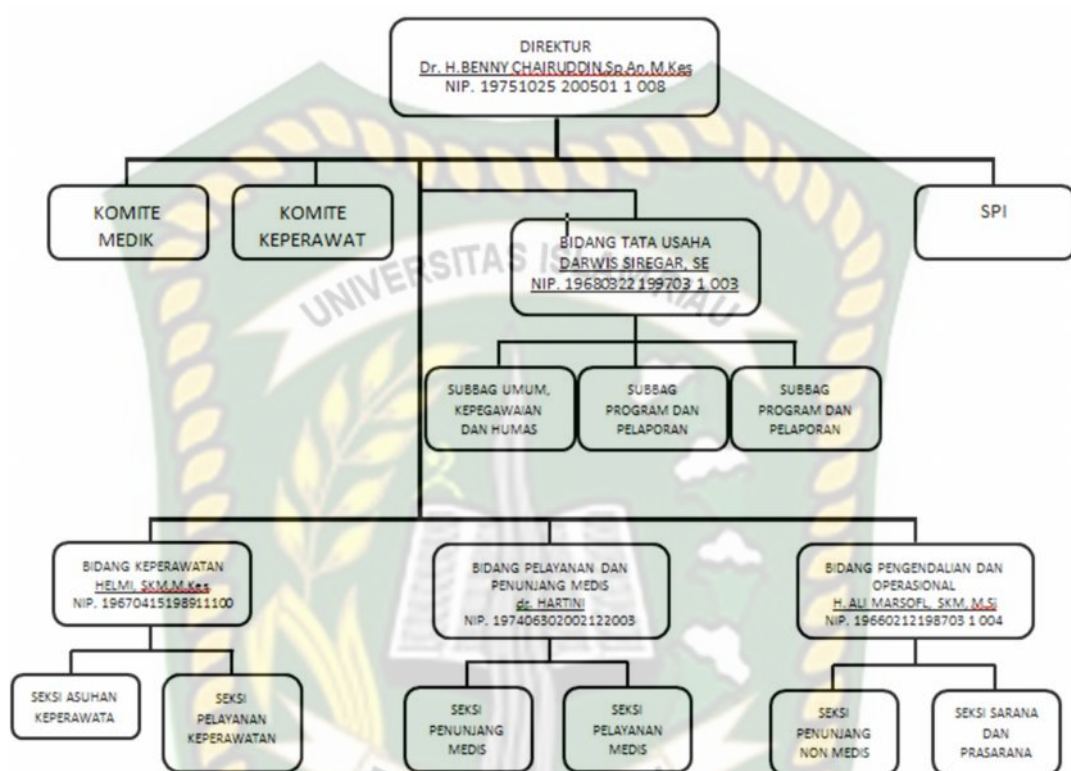 DIREKTUR
Dr. H.BENNY CHAIRUDDIN,Sp.An.M.Kes
NIP. 19751025 200501 1 008
KOMITE
MEDIK
KOMITE
KEPERAWAT
SPI
BIDANG TATA USAHA
DARWIS SIREGAR, SE
NIP. 19680322 199703 1 003
UNIVERSITAS ISLAM RIAU
SUBBAG UMUM,
KEPEGAWAIAN
DAN HUMAS
SUBBAG
PROGRAM DAN
PELAPORAN
SUBBAG
PROGRAM DAN
PELAPORAN
BIDANG KEPERAWATAN
HELMI, SKM,M.Kes
NIP. 19670415198911100
BIDANG PELAYANAN DAN
PENUNJANG MEDIS
dr. HARTINI
NIP. 197406302002122003
BIDANG PENGENDALIAN DAN
OPERASIONAL
H. ALI MARSOFL, SKM, M.Si
NIP. 19660212198703 1 004
SEKSI ASUHAN
KEPERAWATA
SEKSI
PELAYANAN
KEPERAWATAN
SEKSI
PENUNJANG
MEDIS
SEKSI
PELAYANAN
MEDIS
SEKSI
PENUNJANG
NON MEDIS
SEKSI SARANA
DAN
PRASARANA